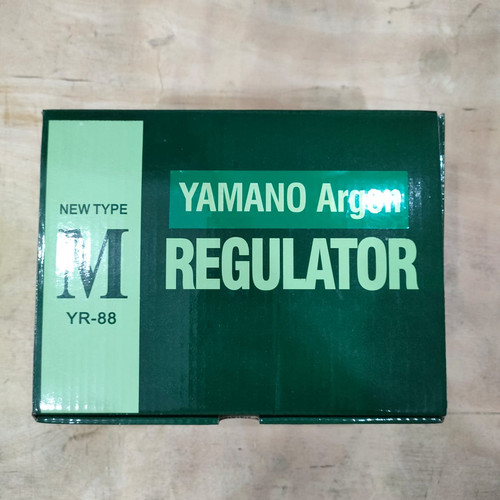 NEW TYPE
M
YR-88
YAMANO Argon
REGULATOR